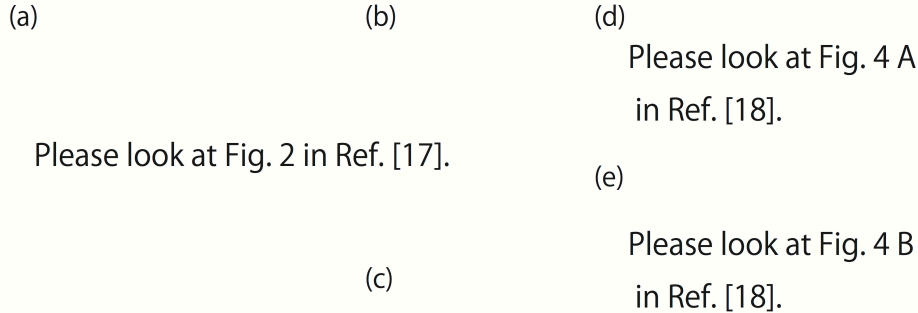 (a)
(b)
(d)
Please look at Fig. 4 A
in Ref. [18].
Please look at Fig. 2 in Ref. [17].
(e)
Please look at Fig. 4 B
(c)
in Ref. [18].